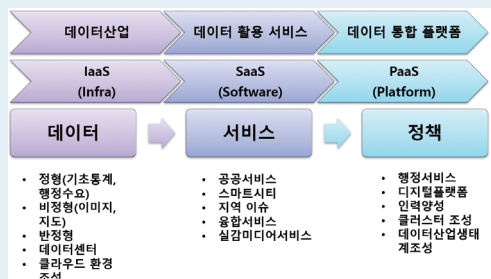 데이터산업
데이터 활용 서비스
데이터 통합 플랫폼
IaaS
(Infra)
SaaS
(Software)
PaaS
(Platform)
데이터
서비스
정책
• 정형(기초통계,
행정수요)
• 비정형(이미지,
지도)
• 반정형
• 데이터센터
• 클라우드 환경
조성
• 공공서비스
• 스마트시티
• 지역 이슈
• 융합서비스
• 실감미디어서비스
• 행정서비스
• 디지털플랫폼
• 인력양성
• 클러스터 조성
• 데이터산업생태
계조성